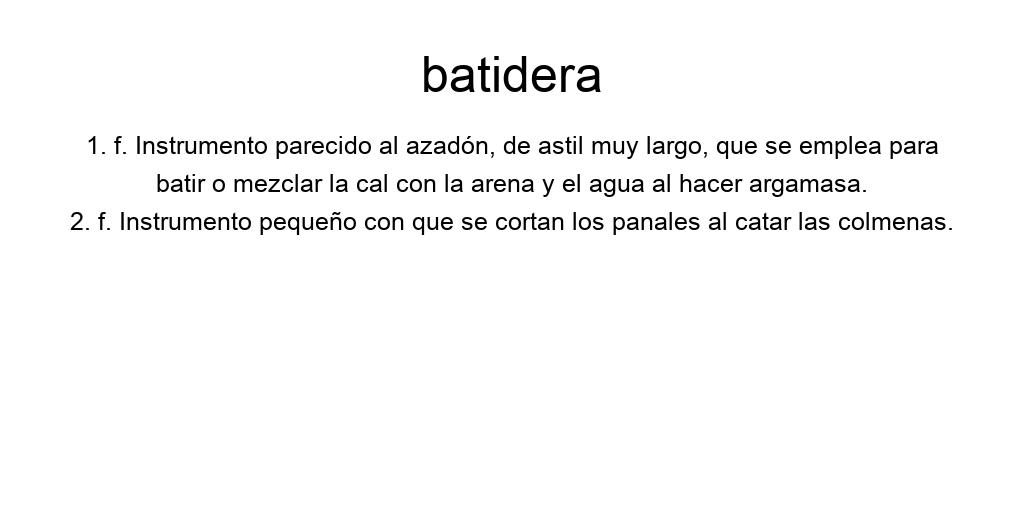 batidera
1. f. Instrumento parecido al azadón, de astil muy largo, que se emplea para
batir o mezclar la cal con la arena y el agua al hacer argamasa.
2. f. Instrumento pequeño con que se cortan los panales al catar las colmenas.